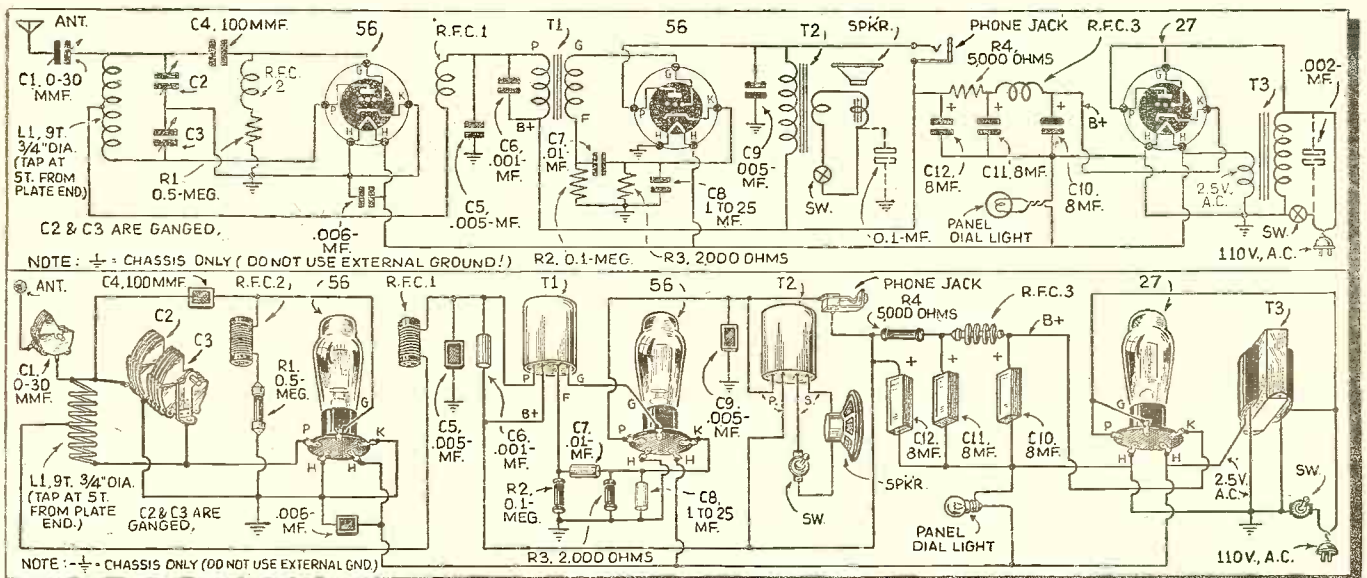 ANT.
C4, 100 MMF.
56
R.F.C.1
T1
56
T2
SPKR.
PHONE JACK
R4, 5,000 OHMS
R.F.C.3
27
.002-MF.
C1, 0-30 MMF.
C2
C3
R.F.C. 2
G
P
K
H
H
P
G
B+
F
G
P
K
H
H
+
+
+
B+
G
P
K
H
H
T3
L1, 9T. 3/4" DIA. (TAP AT 5T. FROM PLATE END)
R1 0.5-MEG.
.006-MF.
C5, .005-MF.
C6, .001-MF.
C7, .01-MF.
C8 1 TO 25 MF.
C9 .005-MF.
SW.
0.1-MF.
C12, 8MF.
C11, 8MF.
C10, 8MF.
PANEL DIAL LIGHT
2.5V. A.C.
SW.
110V., A.C.
C2 & C3 ARE GANGED,
NOTE: = CHASSIS ONLY (DO NOT USE EXTERNAL GROUND!)
R2, 0.1-MEG.
R3, 2,000 OHMS
ANT.
C4, 100MMF.
R.F.C.2
56
R.F.C.1
T1
56
T2
PHONE JACK
R4 5,000 OHMS
R.F.C.3
27
T3
C1, 0-30 MMF.
C2
C3
R1. 0.5-MEG.
G
P
K
H
H
P
G
B+
F
G
P
K
H
H
P
S
+
+
+
B+
G
P
K
H
H
C5, .005-MF.
C6, .001-MF.
C7, .01-MF.
C9, .005-MF.
C12, 8MF.
C11, 8MF.
C10, 8MF.
L1, 9T. 3/4" DIA. (TAP AT 5T. FROM PLATE END.)
C2 & C3 ARE GANGED,
.006-MF.
R2, 0.1-MEG.
C8, 1 TO 25 MF.
SW.
SPKR.
2.5V. A.C.
SW.
R3, 2,000 OHMS
PANEL DIAL LIGHT
110V., A.C.
NOTE: - = CHASSIS ONLY (DO NOT USE EXTERNAL GND.)